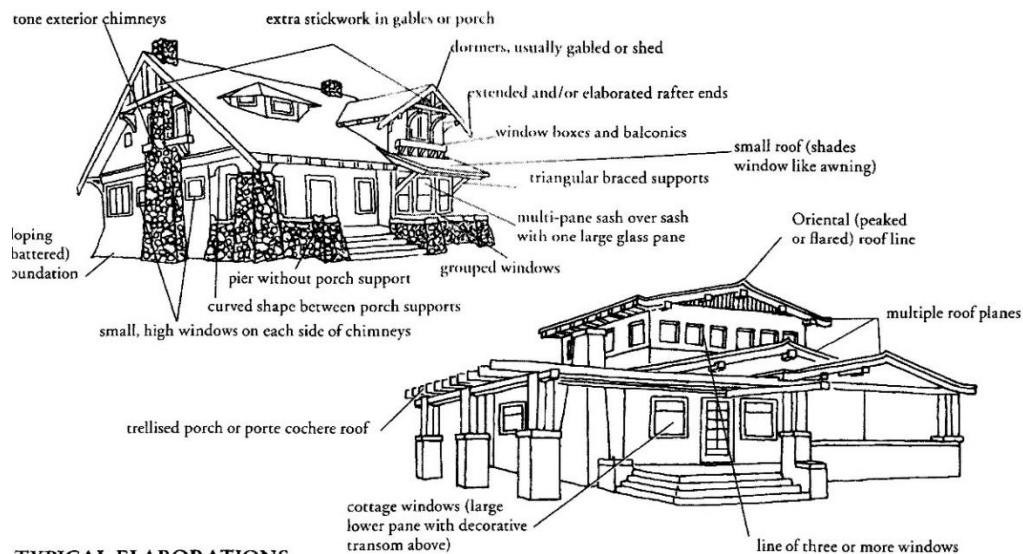 tone exterior chimneys
extra stickwork in gables or porch
dormers, usually gabled or shed
extended and/or elaborated rafter ends
window boxes and balconies
small roof (shades
window like awning)
triangular braced supports
multi-pane sash over sash
with one large glass pane
grouped windows
loping
battered)
oundation
pier without porch support
curved shape between porch supports
small, high windows on each side of chimneys
Oriental (peaked
or flared) roof line
multiple roof planes
trellised porch or porte cochere roof
cottage windows (large
lower pane with decorative
transom above)
line of three or more windows
TYPICAL ELABORATIONS